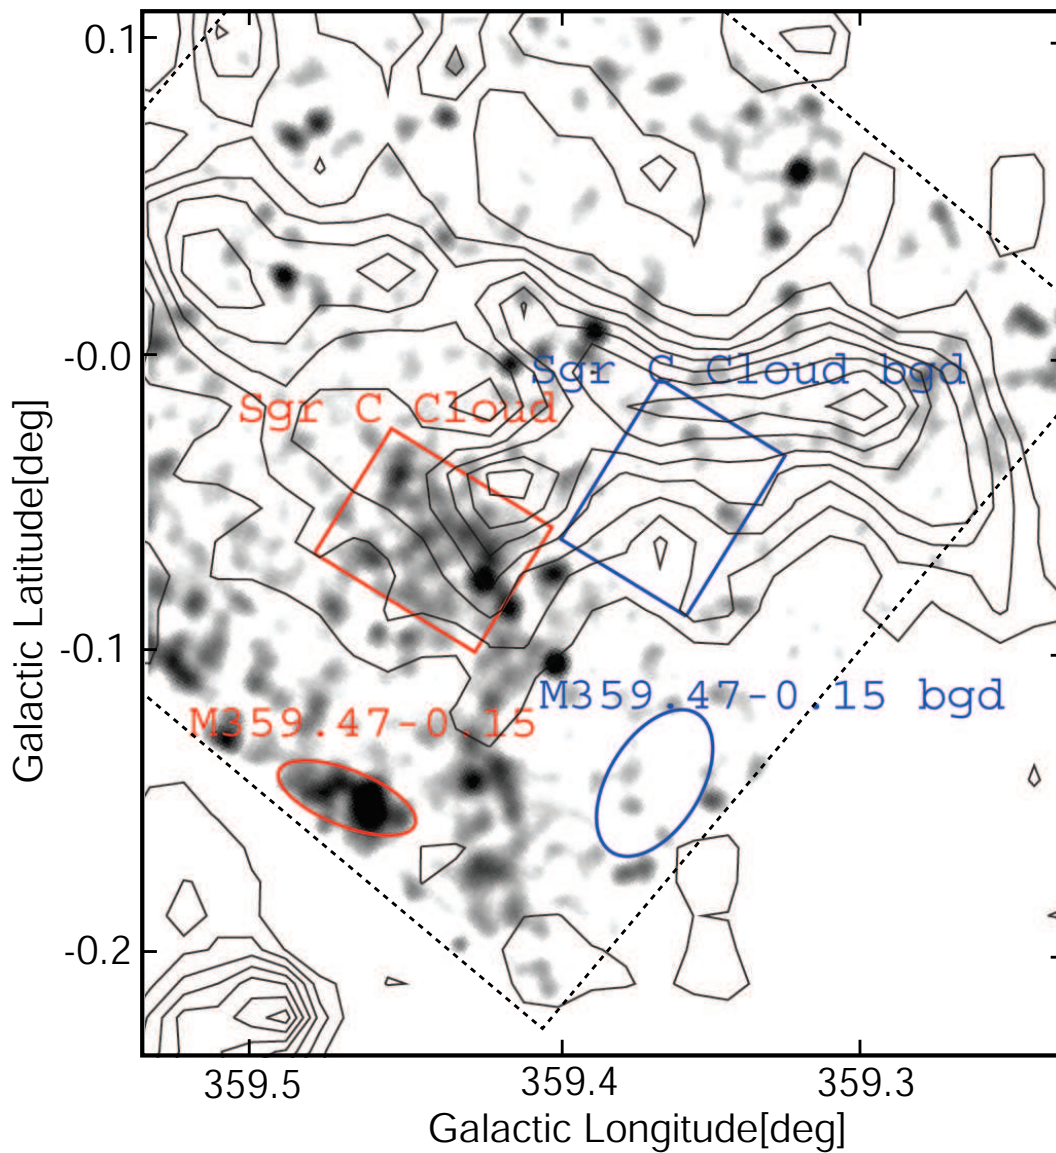 0.1
-0.0
Sgr C Cloud bgd
Sgr C Cloud
-0.1
M359.47-0.15 bgd
M359.47-0.15
-0.2
Galactic Latitude[deg]
359.5
359.4
359.3
Galactic Longitude[deg]